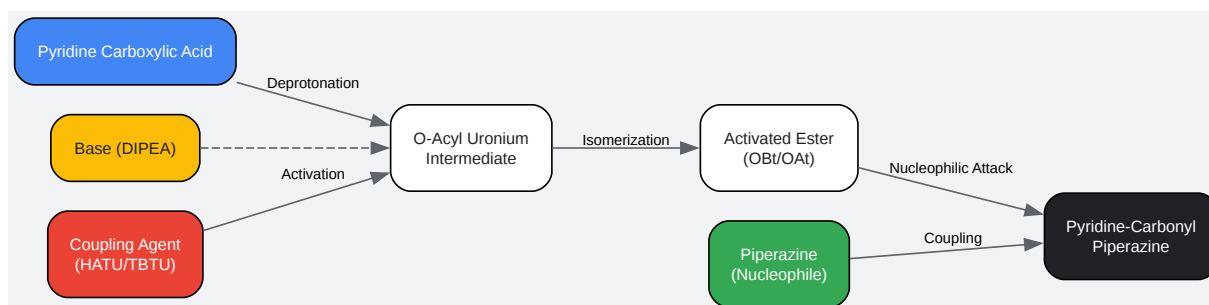 Pyridine Carboxylic Acid
Deprotonation
Base (DIPEA)
Activation
Coupling Agent
(HATU/TBTU)
O-Acyl Uronium
Intermediate
Isomerization
Activated Ester
(OBt/OAt)
Nucleophilic Attack
Piperazine
(Nucleophile)
Coupling
Pyridine-Carbonyl
Piperazine